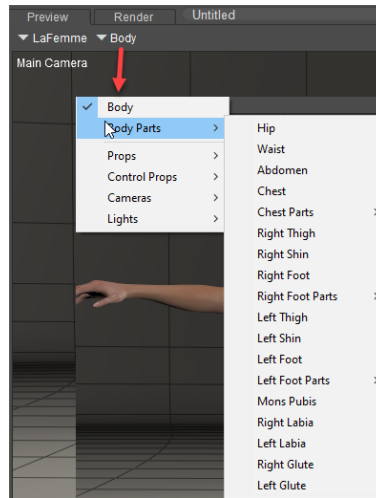 Preview Render Untitled
LaFemme Body
Main Camera
Body
Body Parts
Props
Control Props
Cameras
Lights
Hip
Waist
Abdomen
Chest
Chest Parts
Right Thigh
Right Shin
Right Foot
Right Foot Parts
Left Thigh
Left Shin
Left Foot
Left Foot Parts
Mons Pubis
Right Labia
Left Labia
Right Glute
Left Glute